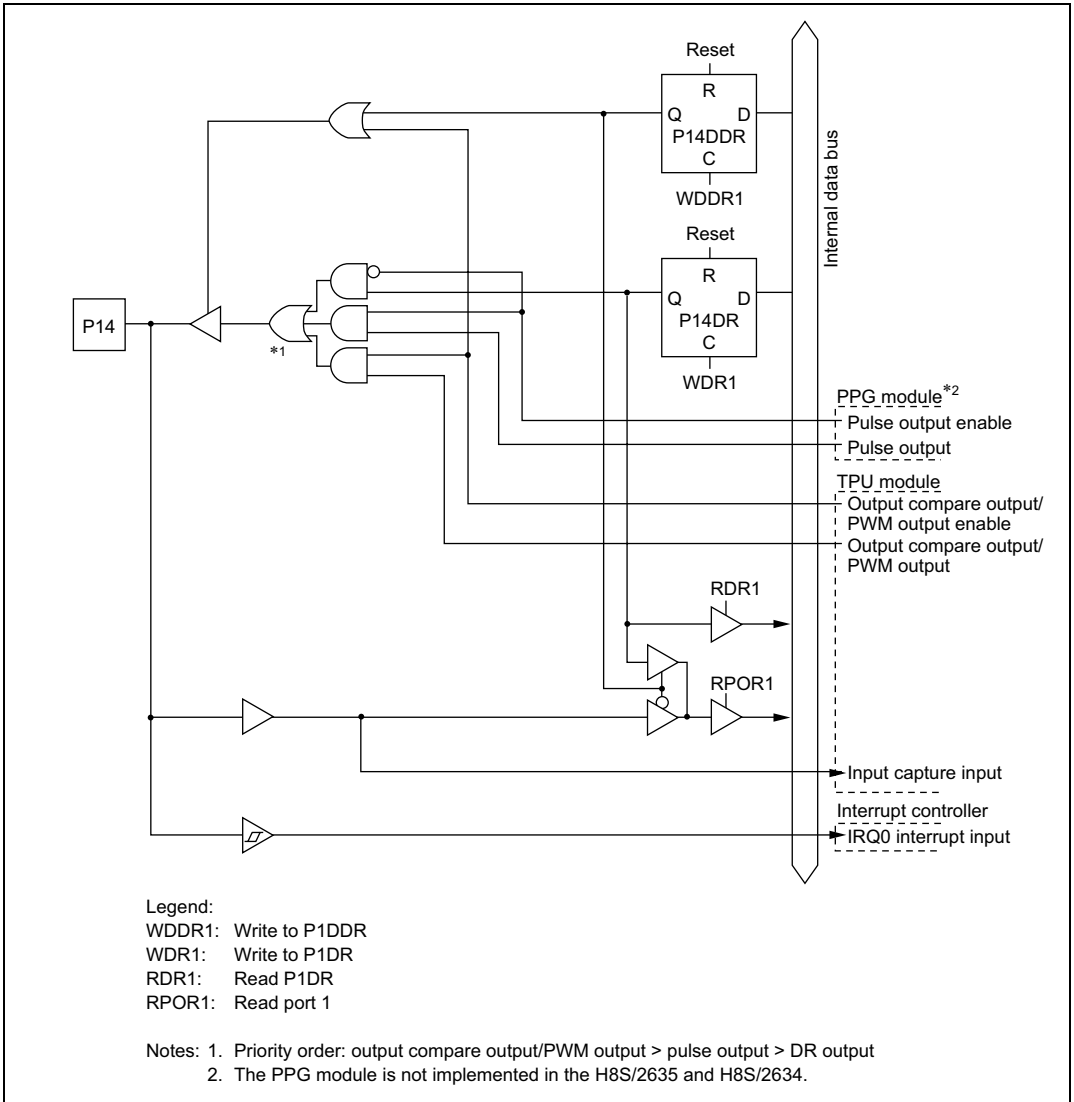 Reset
R
Q D
P14DDR
C
WDDR1
Internal data bus
Reset
R
Q D
P14DR
C
WDR1
P14
*1
PPG module*2
Pulse output enable
Pulse output
TPU module
Output compare output/
PWM output enable
Output compare output/
PWM output
RDR1
RPOR1
Input capture input
Interrupt controller
IRQ0 interrupt input
Legend:
WDDR1: Write to P1DDR
WDR1: Write to P1DR
RDR1: Read P1DR
RPOR1: Read port 1
Notes: 1. Priority order: output compare output/PWM output > pulse output > DR output
2. The PPG module is not implemented in the H8S/2635 and H8S/2634.